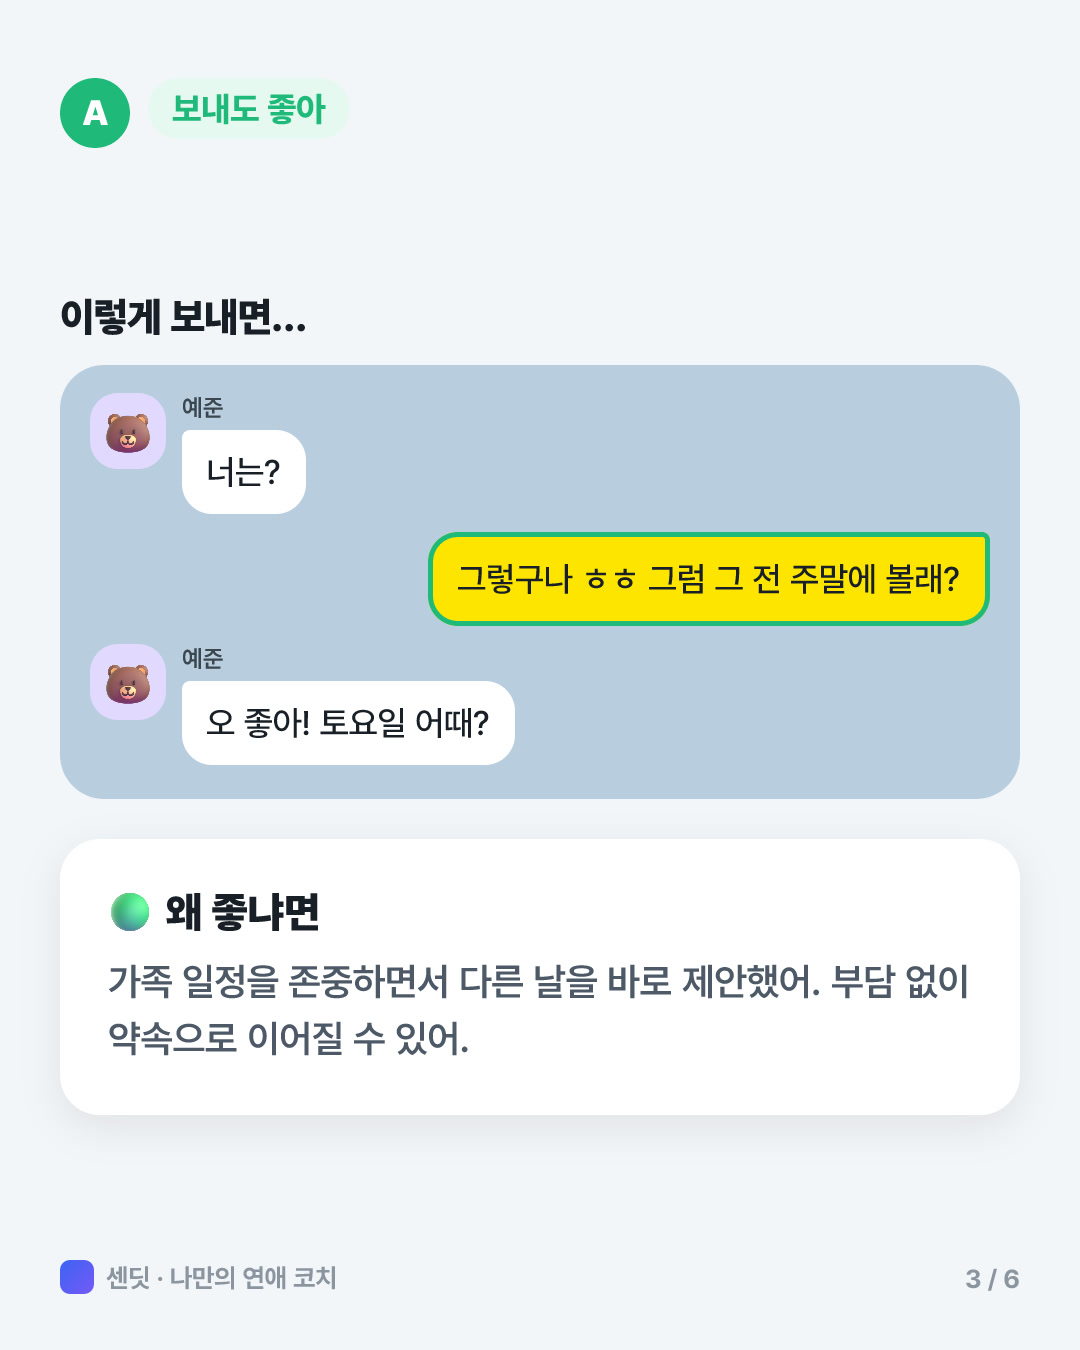 A
보내도 좋아
이렇게 보내면...
예준
너는?
그렇구나 ㅎㅎ 그럼 그 전 주말에 볼래?
예준
오 좋아! 토요일 어때?
왜 좋냐면
가족 일정을 존중하면서 다른 날을 바로 제안했어. 부담 없이
약속으로 이어질 수 있어.
센딧 · 나만의 연애 코치
3 / 6